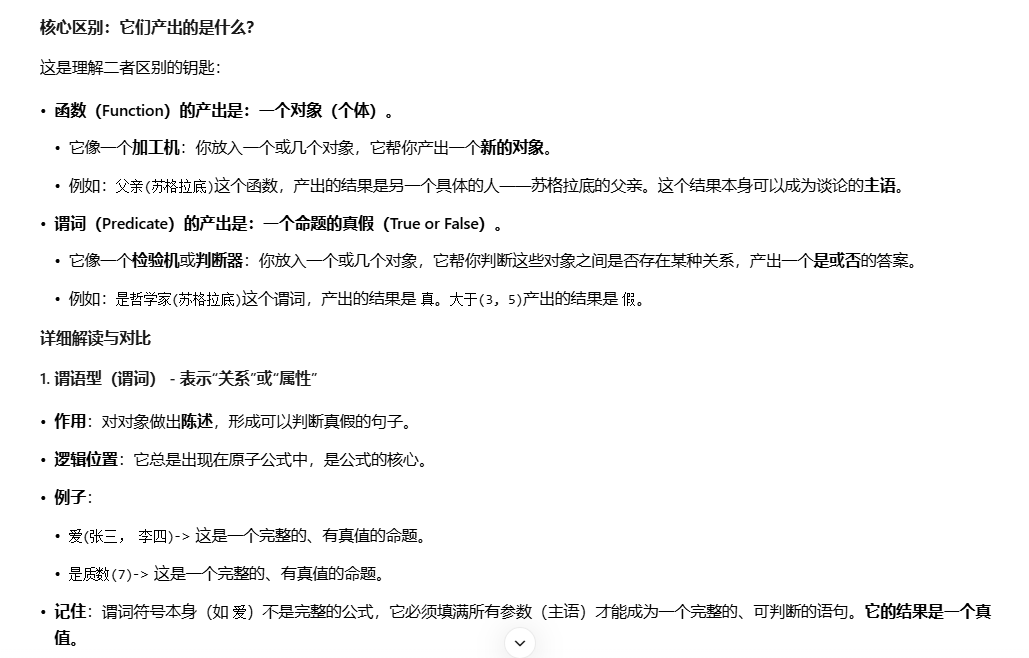 核心区别：它们产出的是什么？
这是理解二者区别的钥匙：
• 函数（Function）的产出是：一个对象（个体）。
• 它像一个加工机：你放入一个或几个对象，它帮你产出一个新的对象。
• 例如：父亲(苏格拉底)这个函数，产出的结果是另一个具体的人——苏格拉底的父亲。这个结果本身可以成为谈论的主语。
• 谓词（Predicate）的产出是：一个命题的真假（True or False）。
• 它像一个检验机或判断器：你放入一个或几个对象，它帮你判断这些对象之间是否存在某种关系，产出一个是或否的答案。
• 例如：是哲学家(苏格拉底)这个谓词，产出的结果是 真。大于(3, 5)产出的结果是 假。
详细解读与对比
1. 谓语型（谓词） - 表示“关系”或“属性”
• 作用：对对象做出陈述，形成可以判断真假的句子。
• 逻辑位置：它总是出现在原子公式中，是公式的核心。
• 例子：
• 爱(张三, 李四)-> 这是一个完整的、有真值的命题。
• 是质数(7)-> 这是一个完整的、有真值的命题。
• 记住：谓词符号本身（如 爱）不是完整的公式，它必须填满所有参数（主语）才能成为一个完整的、可判断的语句。它的结果是一个真
值。